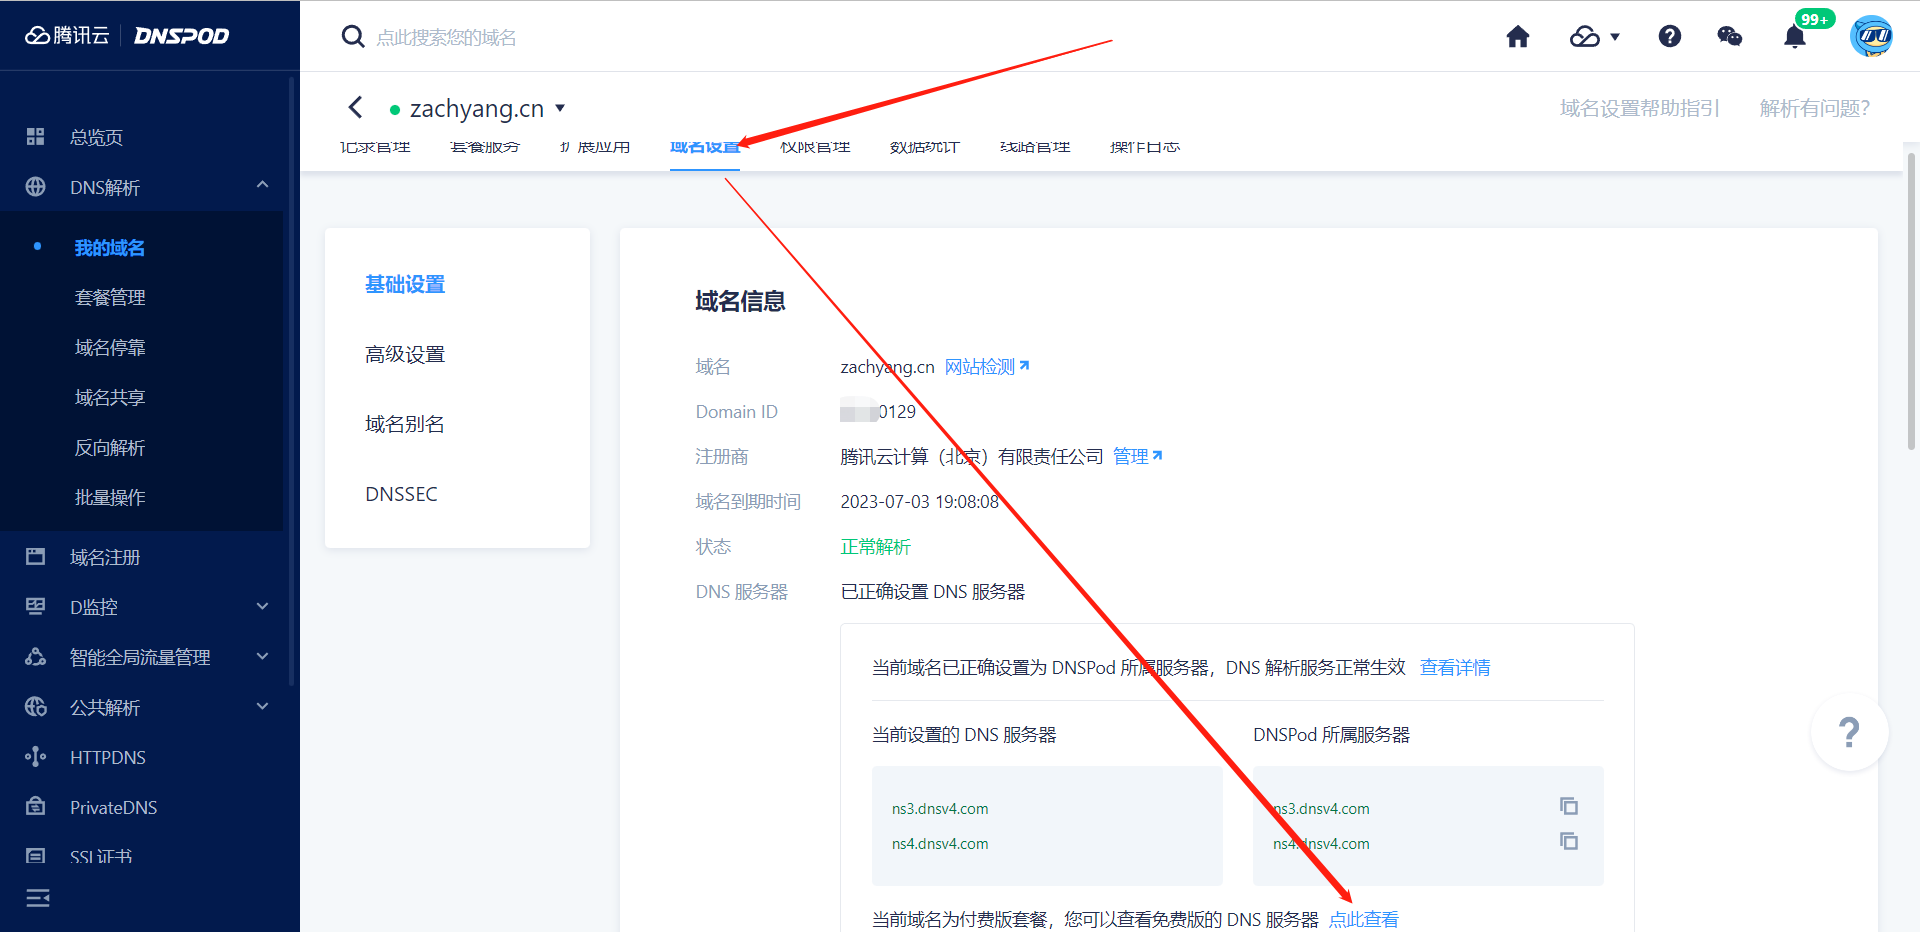 腾讯云 DNSPOD
点此搜索您的域名
99+
zachyang.cn
域名设置帮助指引 解析有问题?
记录管理 套餐服务 扩展应用 域名设置 权限管理 数据统计 线路管理 操作日志
总览页
DNS解析
我的域名
套餐管理
域名停靠
域名共享
反向解析
批量操作
域名注册
D监控
智能全局流量管理
公共解析
HTTPDNS
PrivateDNS
SSL证书
基础设置
高级设置
域名别名
DNSSEC
域名信息
域名 zachyang.cn 网站检测
Domain ID 0129
注册商 腾讯云计算（北京）有限责任公司 管理
域名到期时间 2023-07-03 19:08:08
状态 正常解析
DNS 服务器 已正确设置 DNS 服务器
当前域名已正确设置为 DNSPod 所属服务器，DNS 解析服务正常生效 查看详情
当前设置的 DNS 服务器 DNSPod 所属服务器
ns3.dnsv4.com ns3.dnsv4.com
ns4.dnsv4.com ns4.dnsv4.com
当前域名为付费版套餐，您可以查看免费版的 DNS 服务器 点此查看
?